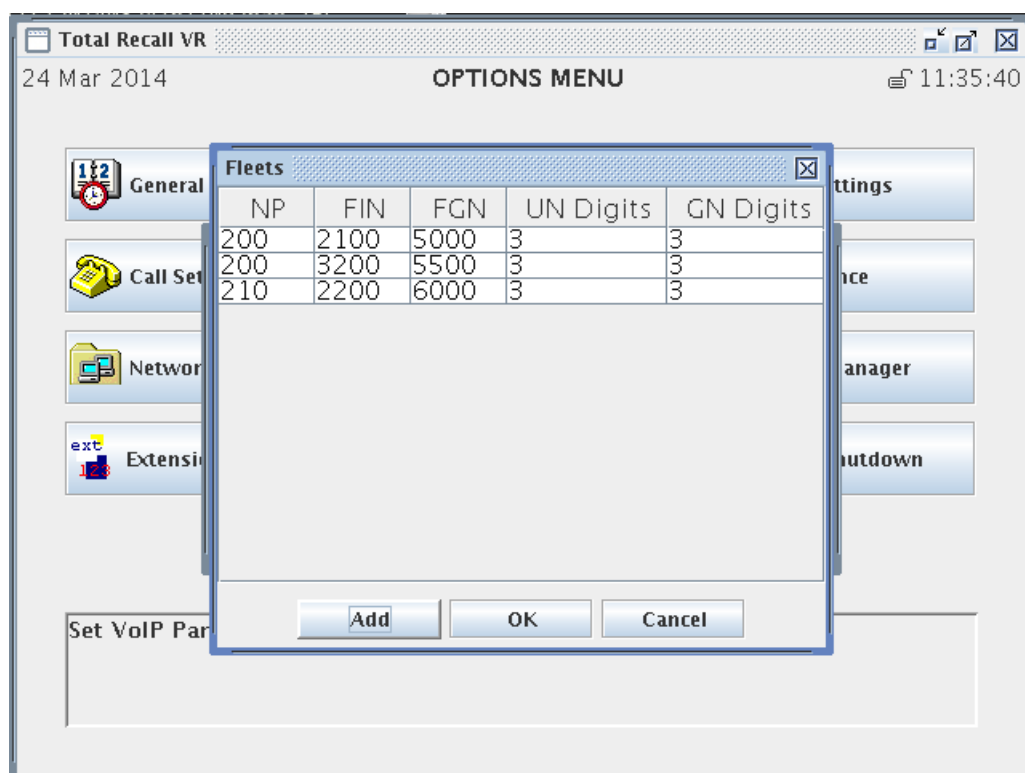 Total Recall VR
24 Mar 2014 OPTIONS MENU 11:35:40
General
ttings
Call Set
nce
Networ
anager
ext
123
Extensi
utdown
Fleets
NP FIN FGN UN Digits GN Digits
200 2100 5000 3 3
200 3200 5500 3 3
210 2200 6000 3 3
Add OK Cancel
Set VoIP Par